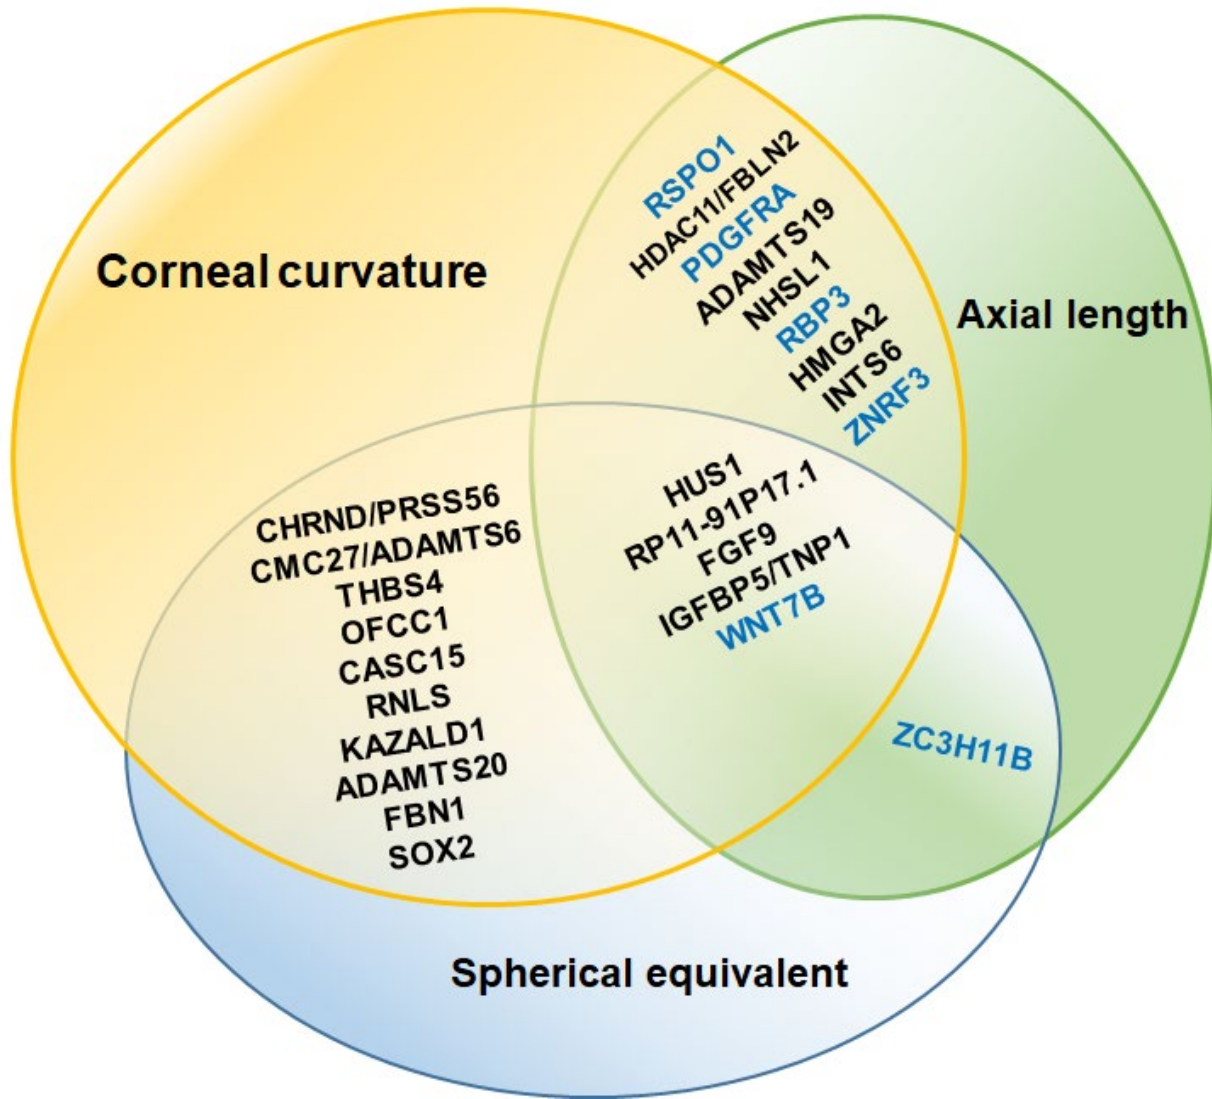 Corneal curvature
RSPO1
HDAC11/FBLN2
PDGFRA
ADAMTS19
NHSL1
RBP3
HMGA2
INTS6
ZNRF3
Axial length
CHRND/PRSS56
CMC27/ADAMTS6
THBS4
OFCC1
CASC15
RNLS
KAZALD1
ADAMTS20
FBN1
SOX2
HUS1
RP11-91P17.1
FGF9
IGFBP5/TNP1
WNT7B
ZC3H11B
Spherical equivalent